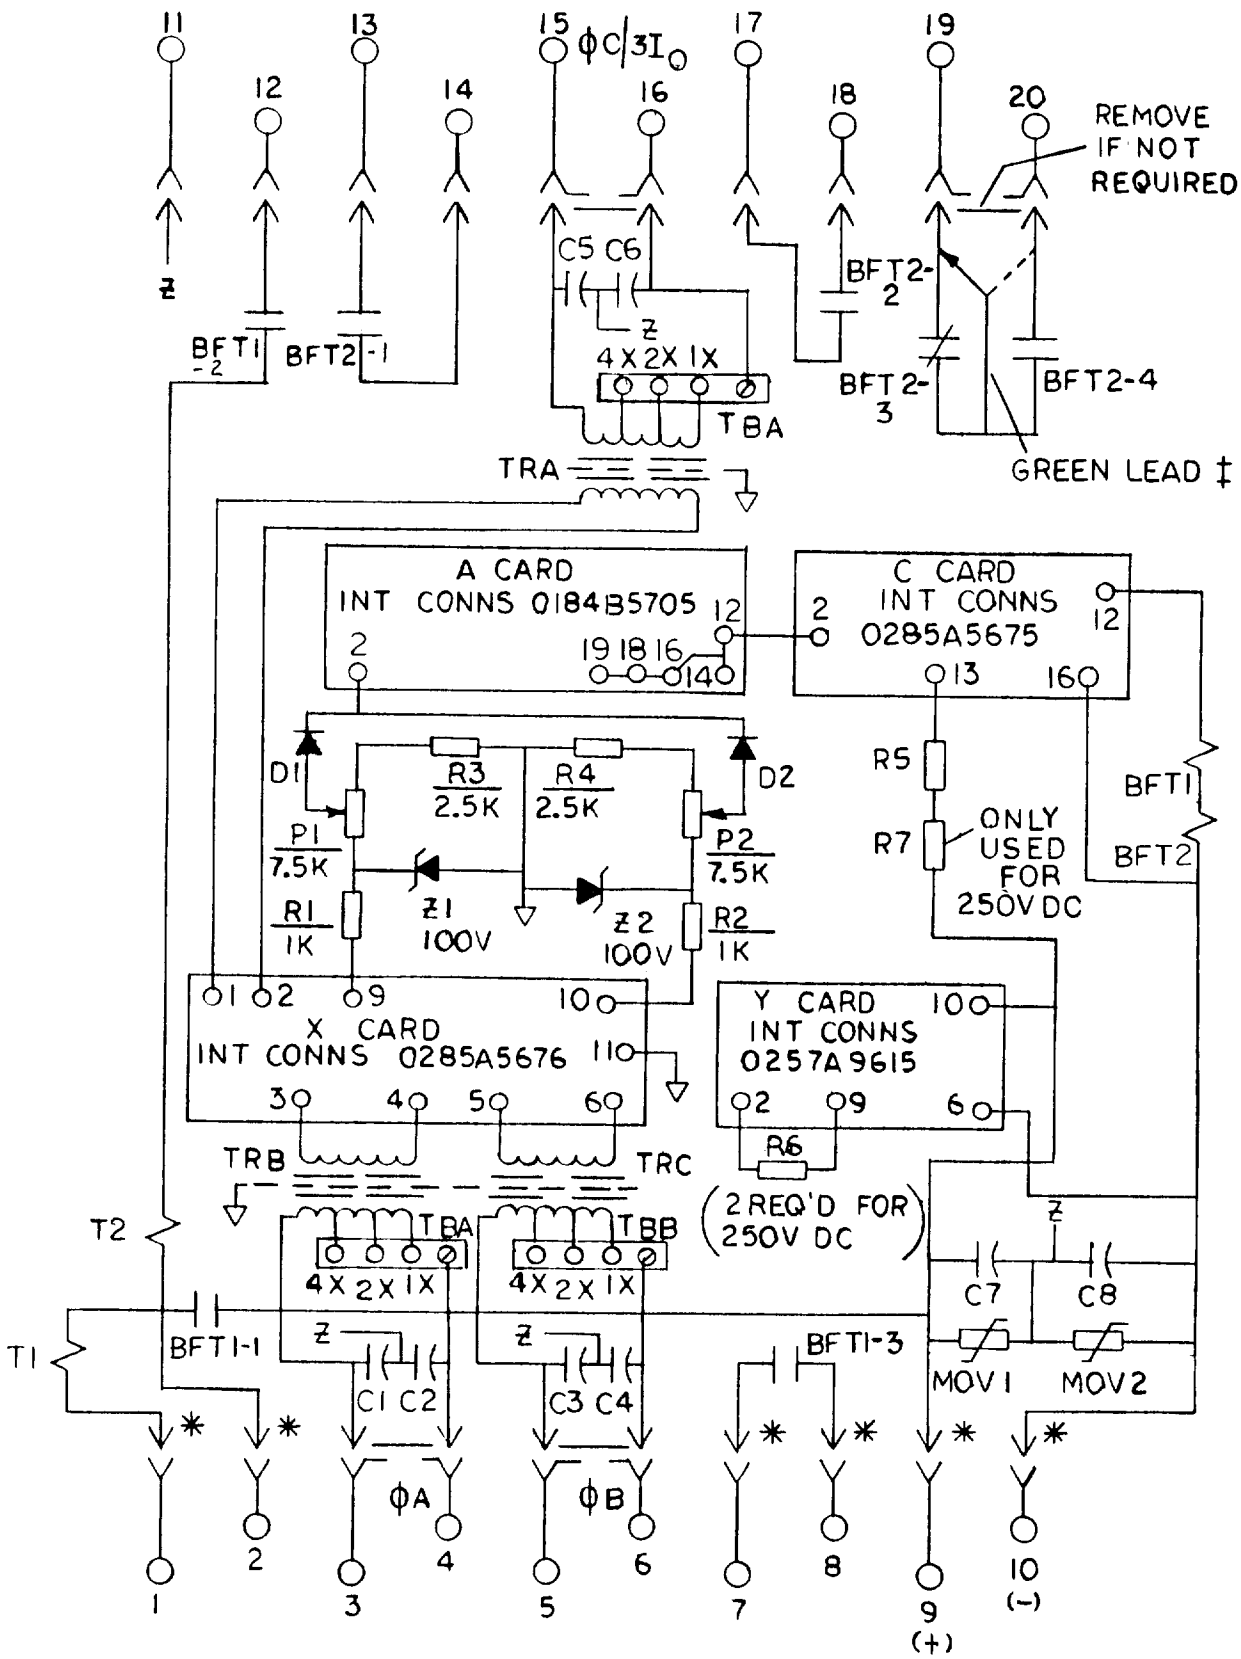 11
13
15
ϕC/3I0
17
19
12
14
16
18
20
REMOVE
IF NOT
REQUIRED
C5 C6
Z
BFT2-
2
Z
BFT1
-2
BFT2-1
4X 2X 1X
BFT2-
3
BFT2-4
TBA
TRA
GREEN LEAD ‡
A CARD
INT CONNS 0184B5705
12
2
19 18 16
14
C CARD
INT CONNS
2
0285A5675
12
13
16
D1
R3
2.5K
R4
2.5K
D2
R5
BFT1
P1
7.5K
P2
7.5K
R7
ONLY
USED
FOR
250V DC
BFT2
R1
1K
Z1
100V
Z2
100V
R2
1K
1 2 9 10
X CARD
INT CONNS 0285A5676
11
3 4 5 6
Y CARD
10
INT CONNS
0257A9615
2 9 6
R6
TRB
TRC
(2 REQ'D FOR
250V DC)
T2
TBA
TBB
Z
4X 2X 1X
4X 2X 1X
C7 C8
T1
BFT1-1
Z
Z
BFT1-3
C1 C2
C3 C4
MOV1
MOV2
* * * * * *
ϕA
ϕB
2 4 6 8 10
(-)
1 3 5 7 9
(+)